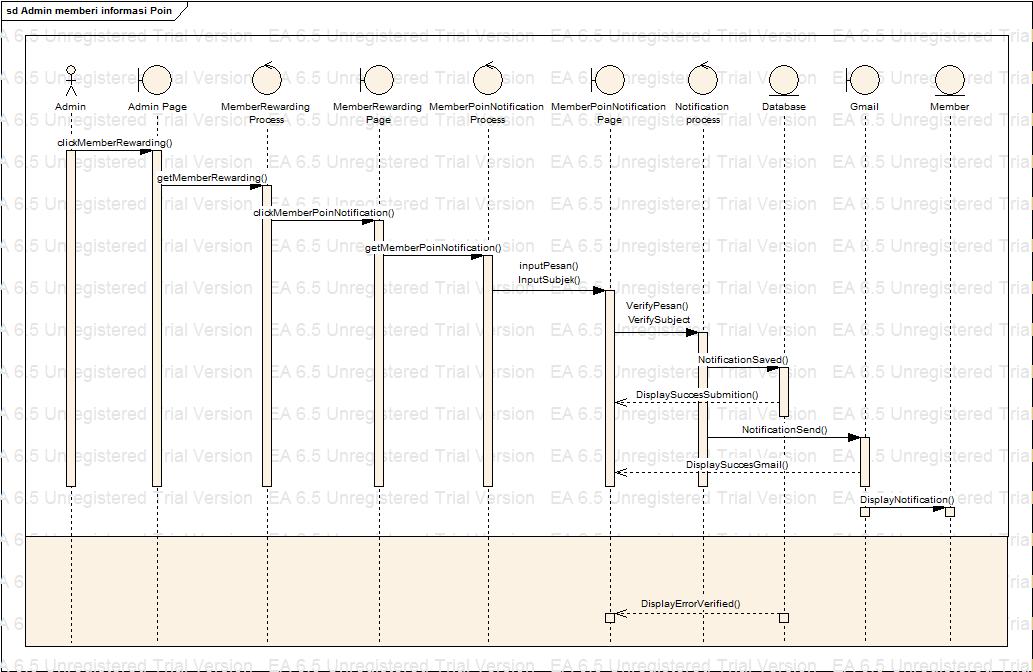 sd Admin memberi informasi Poin
EA 6.5 Unregistered Trial Version
Admin
Admin Page
MemberRewarding
Process
MemberRewarding
Page
MemberPoinNotification
Process
MemberPoinNotification
Page
Notification
process
Database
Gmail
Member
clickMemberRewarding()
getMemberRewarding()
clickMemberPoinNotification()
getMemberPoinNotification()
inputPesan()
InputSubjek()
VerifyPesan()
VerifySubject
NotificationSaved()
DisplaySuccesSubmition()
NotificationSend()
DisplaySuccesGmail()
DisplayNotification()
DisplayErrorVerified()